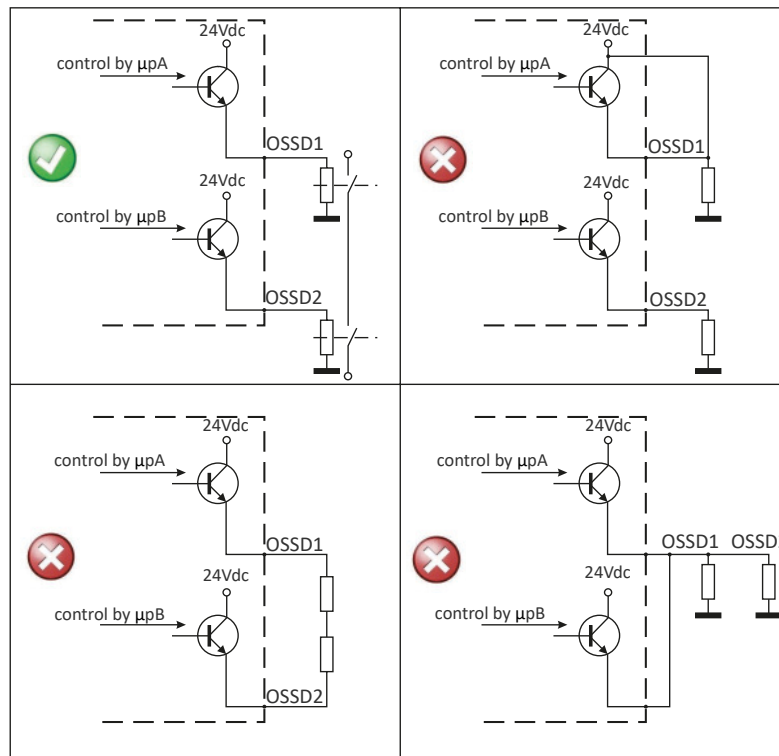 24Vdc
control by µpA
OSSD1
24Vdc
control by µpB
OSSD2
24Vdc
control by µpA
OSSD1
24Vdc
control by µpB
OSSD2
24Vdc
control by µpA
OSSD1
24Vdc
control by µpB
OSSD2
24Vdc
control by µpA
OSSD1 OSSD
24Vdc
control by µpB